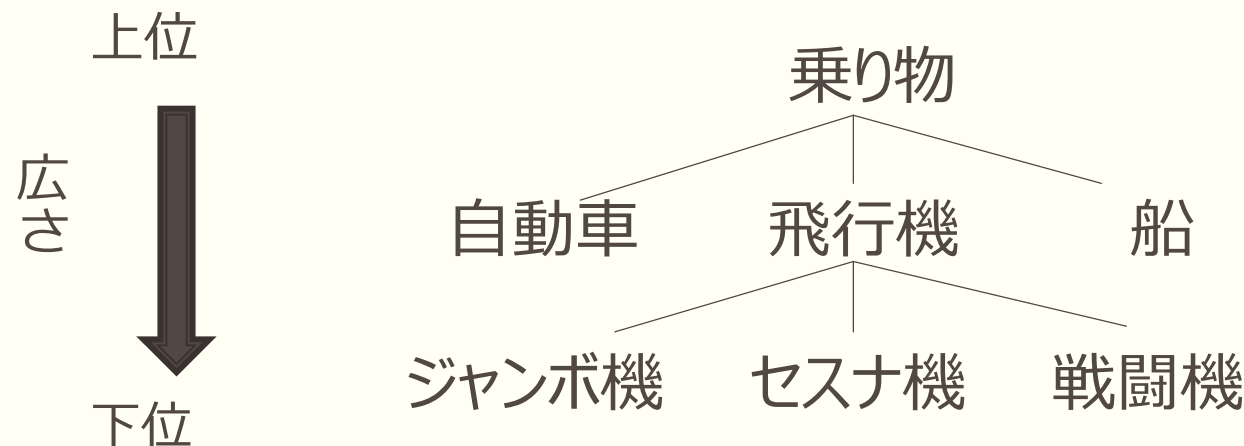 上位
広さ
下位
乗り物
自動車 飛行機 船
ジャンボ機 セスナ機 戦闘機